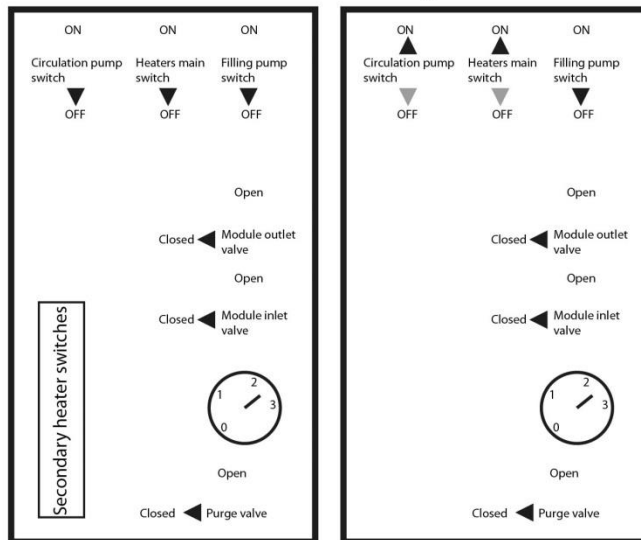 ON ON ON
Circulation pump switch
Heaters main switch
Filling pump switch
OFF OFF OFF
Open
Closed
Module outlet valve
Open
Closed
Module inlet valve
0
1
2
3
Open
Closed
Purge valve
Secondary heater switches
ON ON ON
Circulation pump switch
Heaters main switch
Filling pump switch
OFF OFF OFF
Open
Closed
Module outlet valve
Open
Closed
Module inlet valve
0
1
2
3
Open
Closed
Purge valve